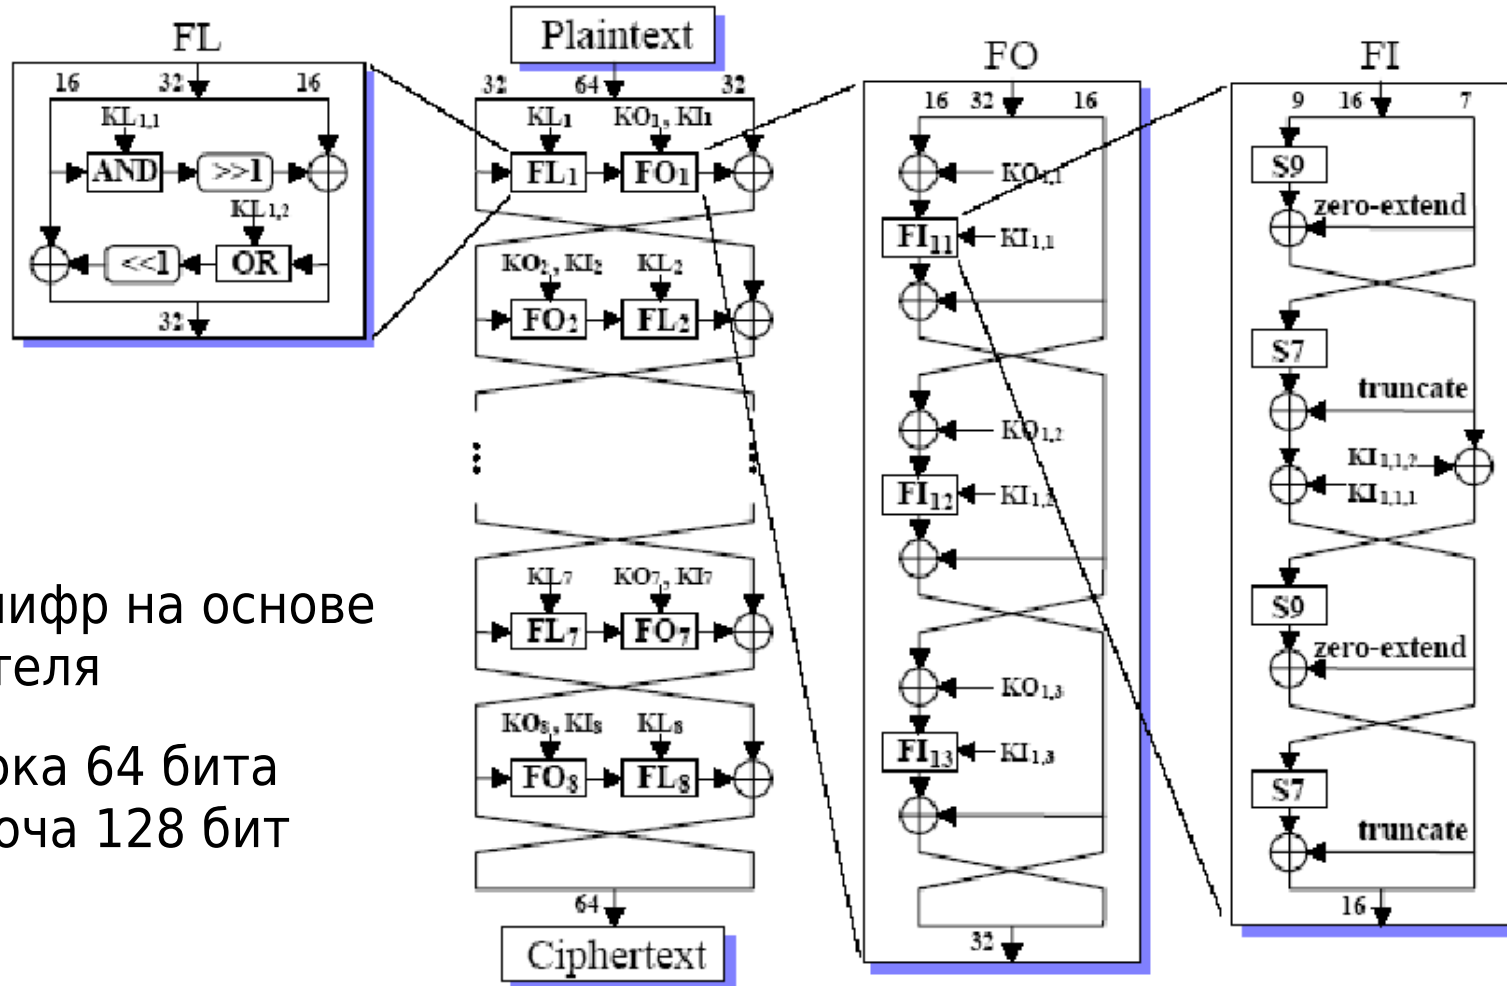 FL
16 32 16
KL1,1
AND >>1
KL1,2
<<1 OR
32
Plaintext
32 64 32
KL1 KO1, KI1
FL1 FO1
KO2, KI2 KL2
FO2 FL2
KL7 KO7, KI7
FL7 FO7
KO8, KI8 KL8
FO8 FL8
64
Ciphertext
FO
16 32 16
KO1,1
FI11 KI1,1
KO1,2
FI12 KI1,2
KO1,3
FI13 KI1,3
32
FI
9 16 7
S9
zero-extend
S7
truncate
KI1,1,2
KI1,1,1
S9
zero-extend
S7
truncate
16
ифр на основе
теля
ка 64 бита
ча 128 бит